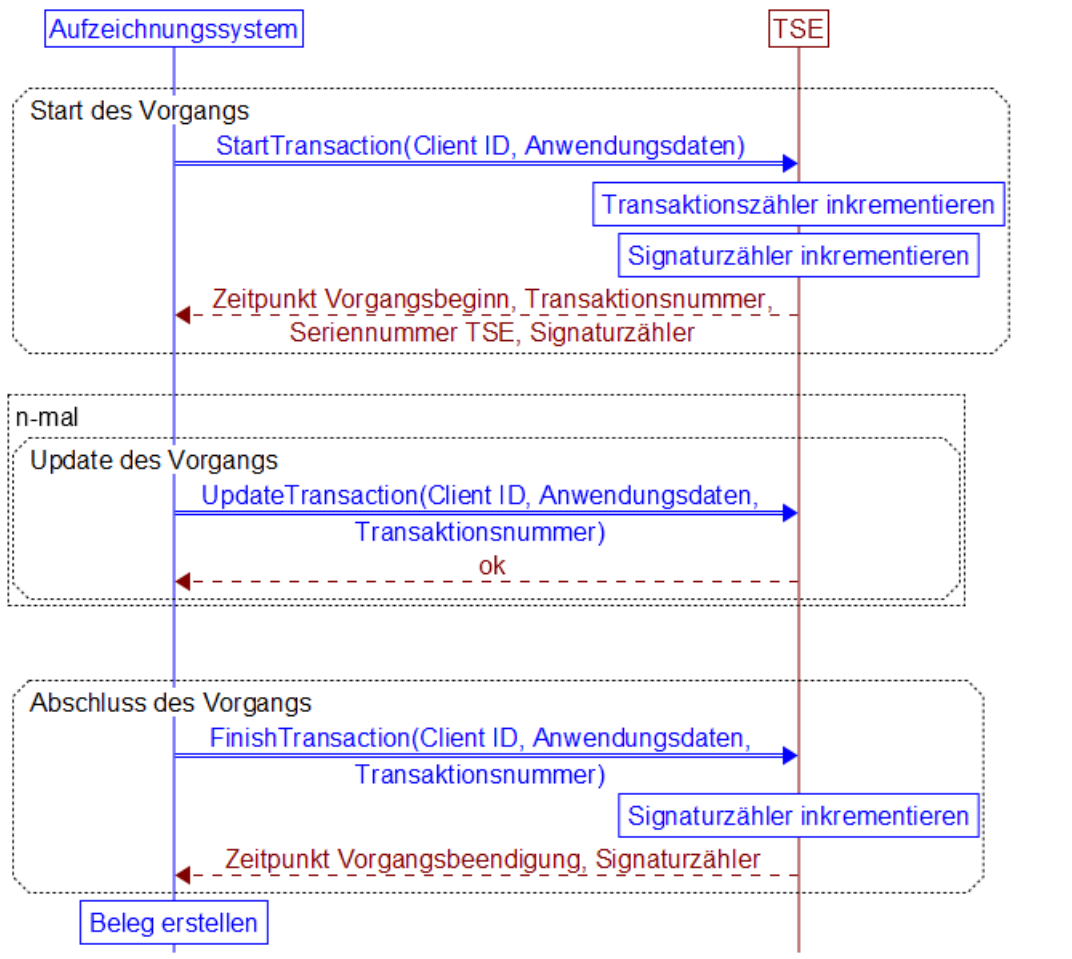 Aufzeichnungssystem
TSE
Start des Vorgangs
StartTransaction(Client ID, Anwendungsdaten)
Transaktionszähler inkrementieren
Signaturzähler inkrementieren
Zeitpunkt Vorgangsbeginn, Transaktionsnummer,
Seriennummer TSE, Signaturzähler
n-mal
Update des Vorgangs
UpdateTransaction(Client ID, Anwendungsdaten,
Transaktionsnummer)
ok
Abschluss des Vorgangs
FinishTransaction(Client ID, Anwendungsdaten,
Transaktionsnummer)
Signaturzähler inkrementieren
Zeitpunkt Vorgangsbeendigung, Signaturzähler
Beleg erstellen